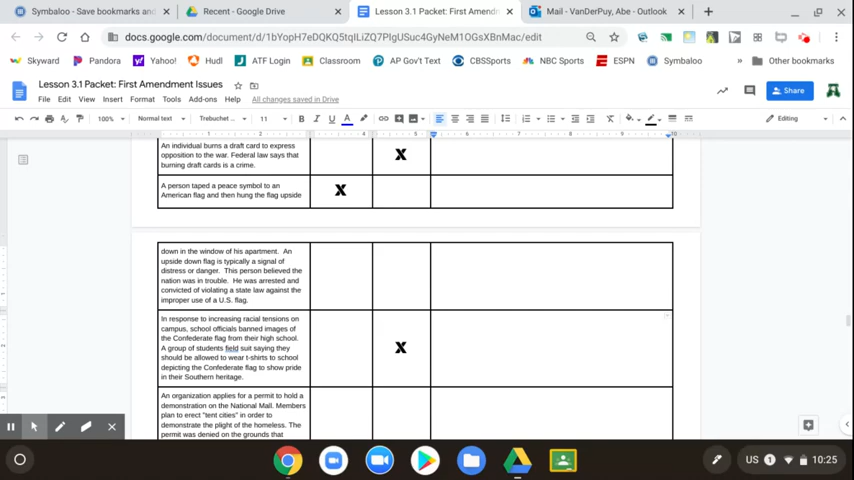 Symbaloo - Save bookmarks and
Recent - Google Drive
Lesson 3.1 Packet: First Amendm
Mail - VanDerPuy, Abe - Outlook
docs.google.com/document/d/1bYopH7eDQKQ5tqILiZQ7PlgUSuc4GyNeM1OGsXBnMac/edit
Skyward
Pandora
Yahoo!
Hudl
ATF Login
Classroom
AP Gov't Text
CBSSports
NBC Sports
ESPN
Symbaloo
Other bookmarks
Lesson 3.1 Packet: First Amendment Issues
File Edit View Insert Format Tools Add-ons Help All changes saved in Drive
Share
100% Normal text Trebuchet ... 11 B I U A Editing
An individual burns a draft card to express
opposition to the war. Federal law says that
burning draft cards is a crime.
X
A person taped a peace symbol to an
American flag and then hung the flag upside
X
down in the window of his apartment. An
upside down flag is typically a signal of
distress or danger. This person believed the
nation was in trouble. He was arrested and
convicted of violating a state law against the
improper use of a U.S. flag.
In response to increasing racial tensions on
campus, school officials banned images of
the Confederate flag from their high school.
A group of students field suit saying they
should be allowed to wear t-shirts to school
depicting the Confederate flag to show pride
in their Southern heritage.
X
An organization applies for a permit to hold a
demonstration on the National Mall. Members
plan to erect "tent cities" in order to
demonstrate the plight of the homeless. The
permit was denied on the grounds that
US 1 10:25